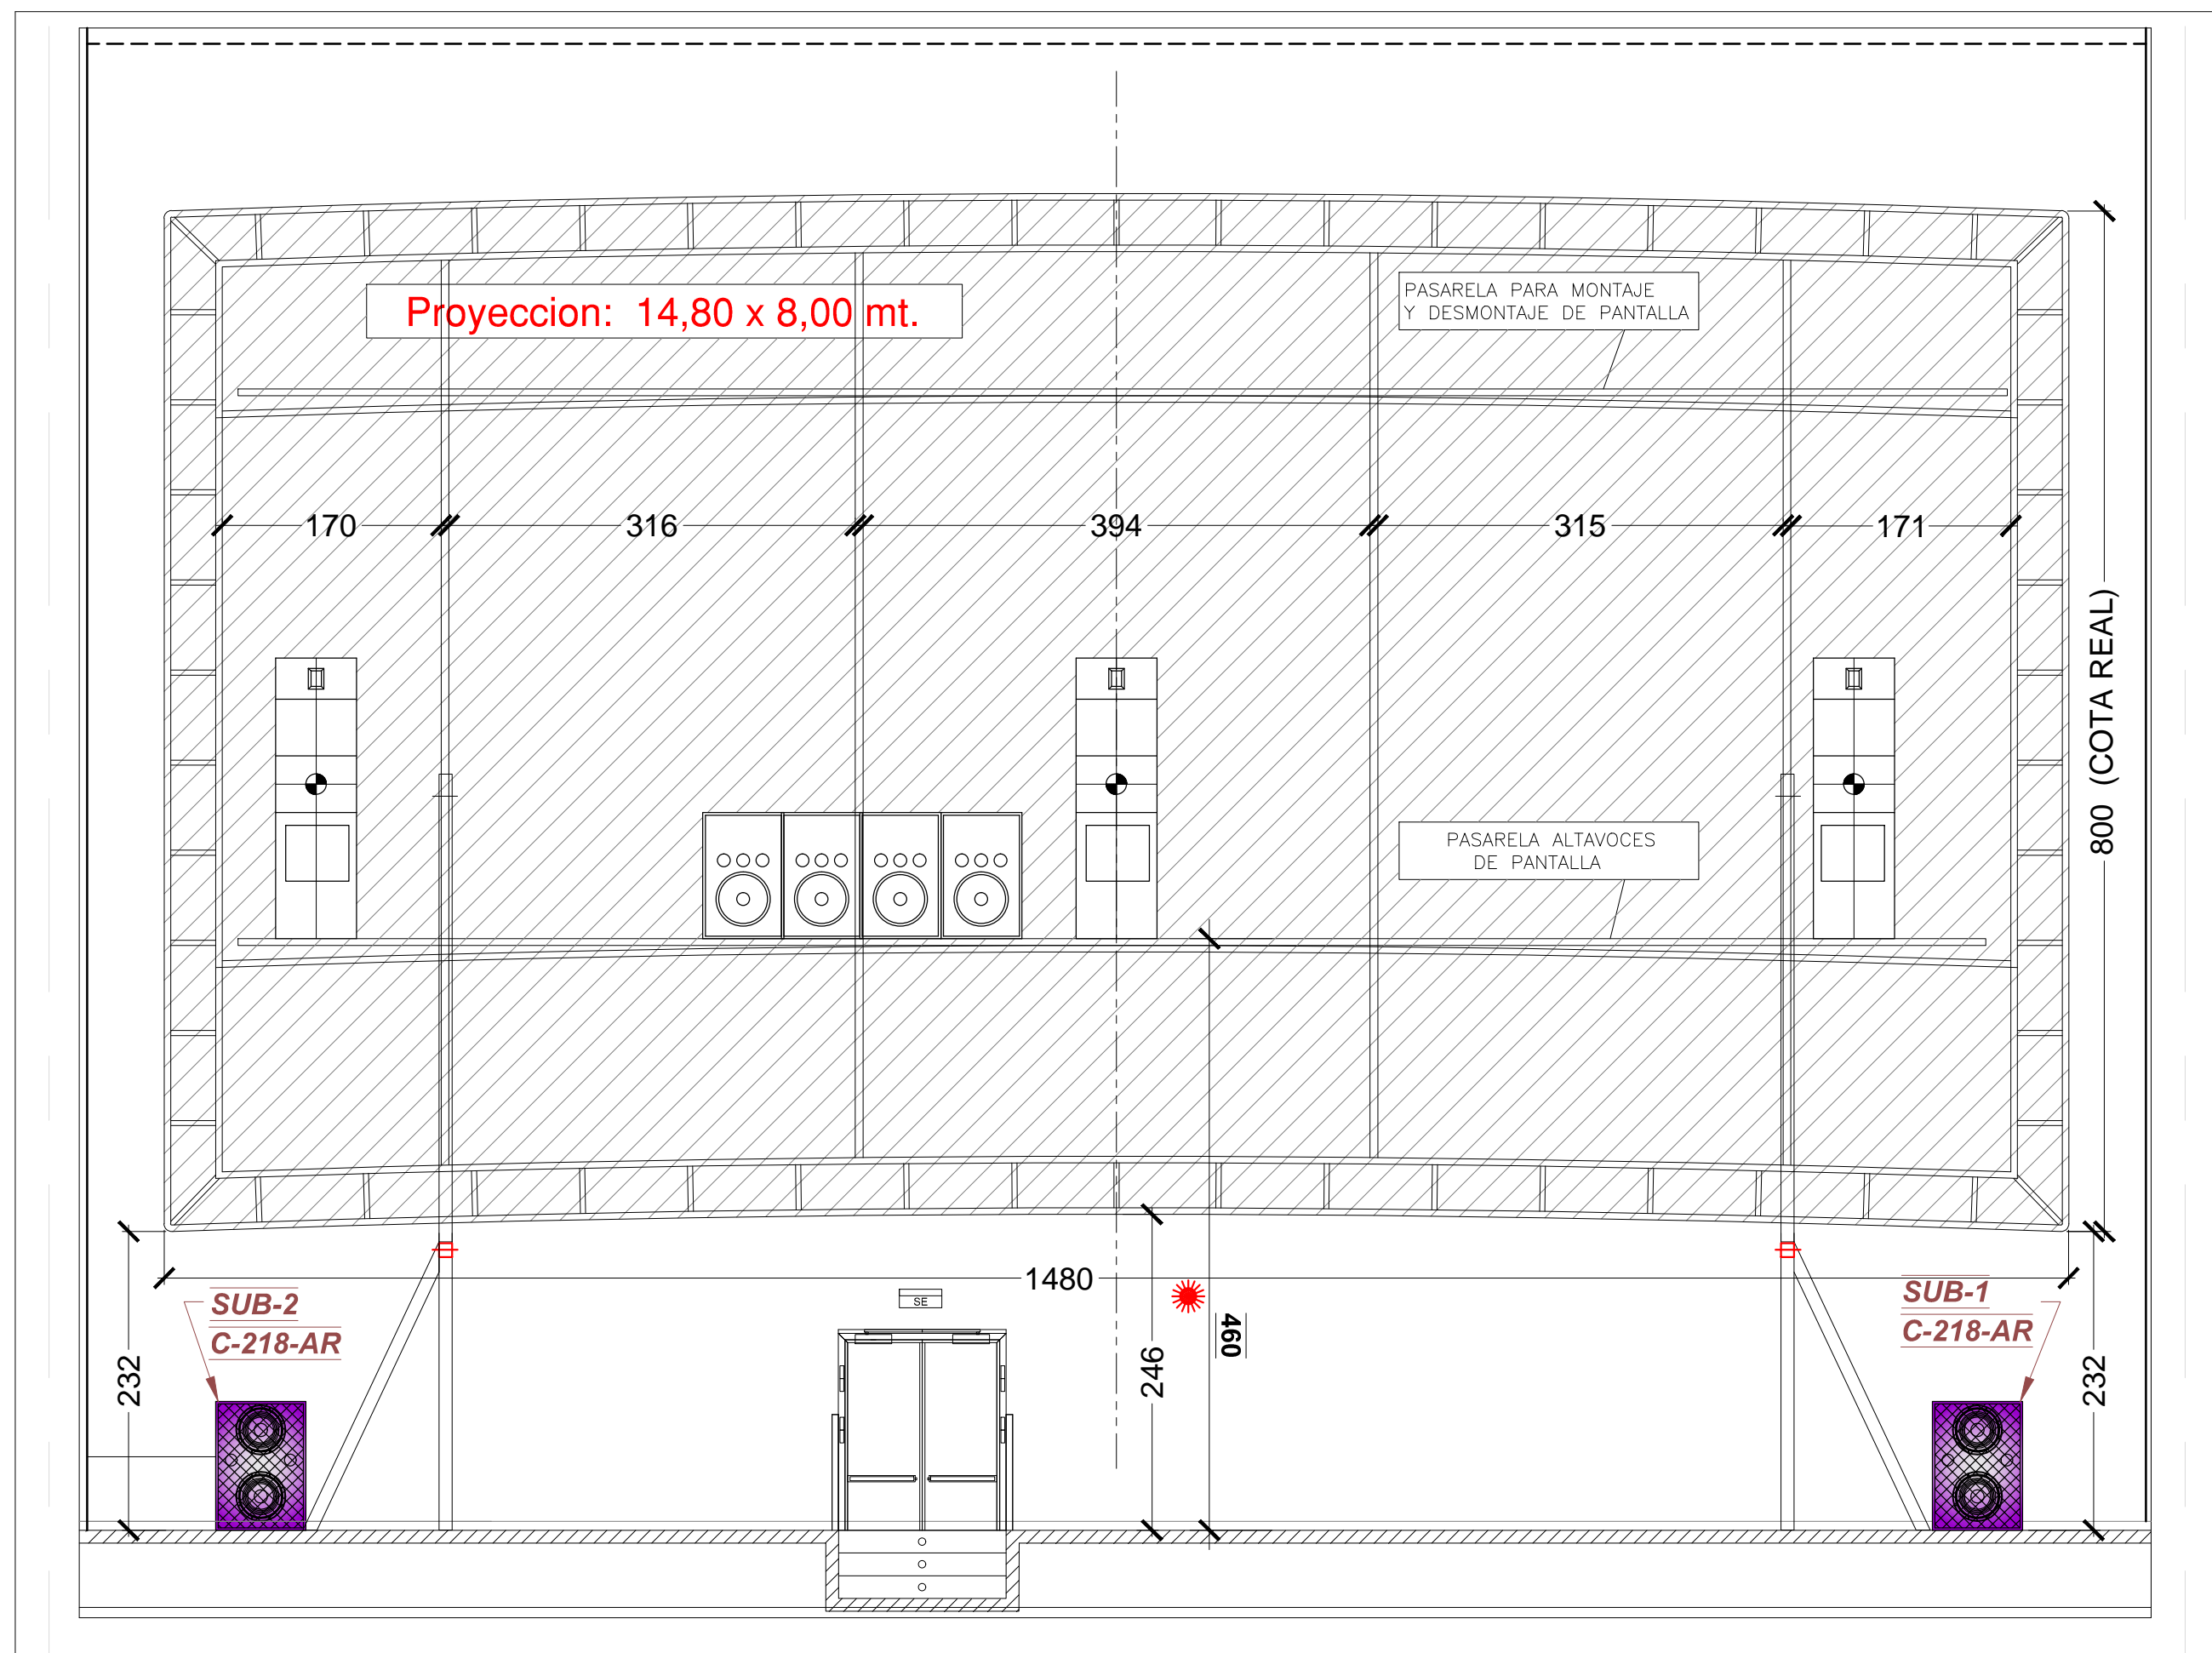 Proyeccion: 14,80 x 8,00 mt.
PASARELA PARA MONTAJE
Y DESMONTAJE DE PANTALLA
170
316
394
315
171
800 (COTA REAL)
PASARELA ALTAVOCES
DE PANTALLA
1480
SE
SUB-2
C-218-AR
SUB-1
C-218-AR
460
246
232
232